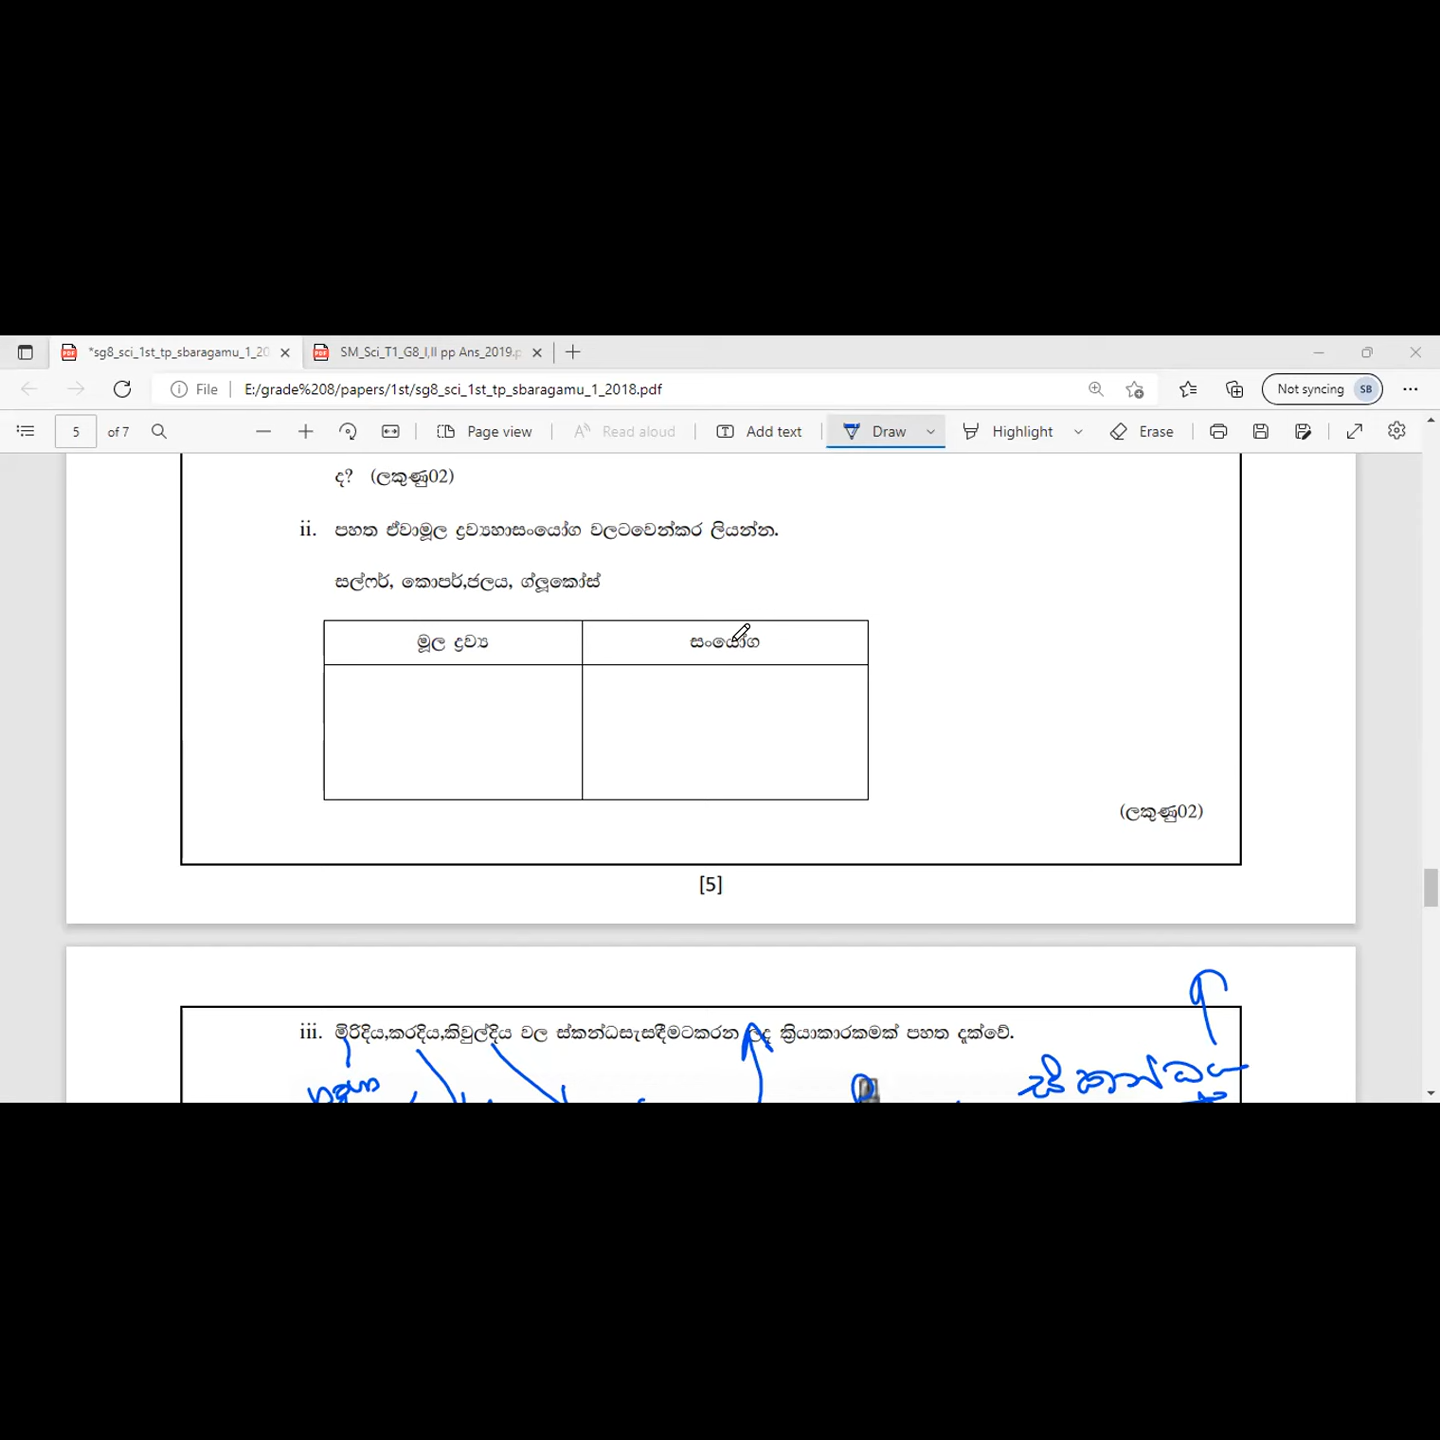 *sg8_sci_1st_tp_sbaragamu_1_20
SM_Sci_T1_G8_I,II pp Ans_2019.p
File E:/grade%208/papers/1st/sg8_sci_1st_tp_sbaragamu_1_2018.pdf Not syncing SB
5 of 7 Page view Read aloud Add text Draw Highlight Erase
ද? (ලකුණු02)
ii. පහත ඒවාමූල ද්‍රව්‍යහාසංයෝග වලටවෙන්කර ලියන්න.
සල්ෆර්, කොපර්,ජලය, ග්ලූකෝස්
මූල ද්‍රව්‍ය සංයෝග
(ලකුණු02)
[5]
iii. මිරිදිය,කරදිය,කිවුල්දිය වල ස්කන්ධසැසඳීමටකරන ලද ක්‍රියාකාරකමක් පහත දැක්වේ.
ස්කන්ධය